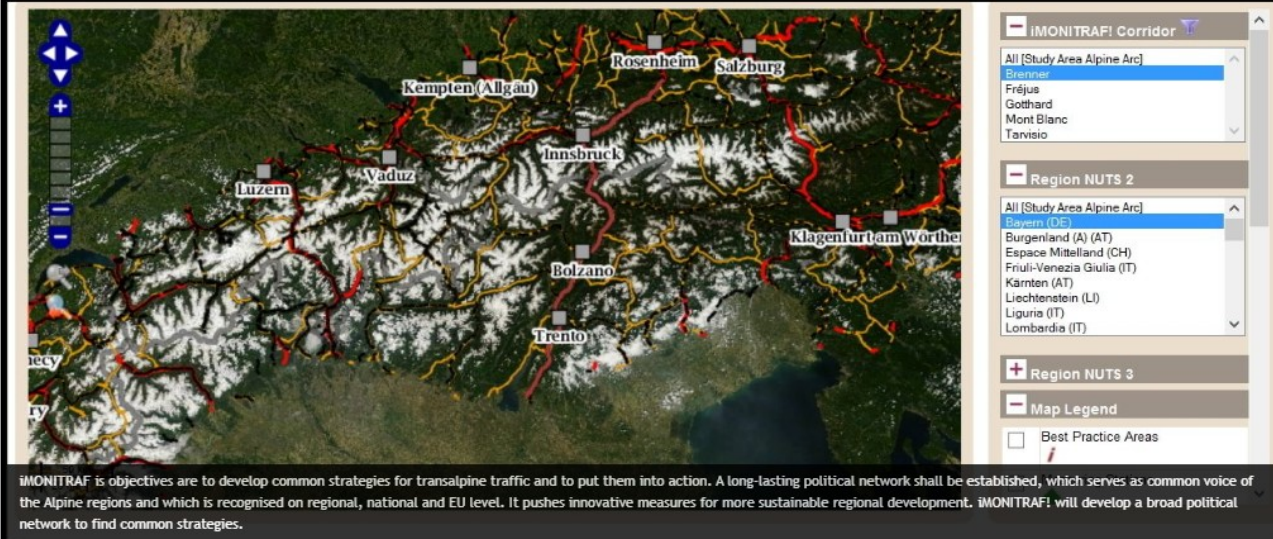 Rosenheim
Salzburg
Kempten (Allgäu)
Innsbruck
Vaduz
Luzern
Klagenfurt am Wörther
Bolzano
Trento
necy
ry
iMONITRAF! Corridor
All [Study Area Alpine Arc]
Brenner
Fréjus
Gotthard
Mont Blanc
Tarvisio
Region NUTS 2
All [Study Area Alpine Arc]
Bayern (DE)
Burgenland (A) (AT)
Espace Mittelland (CH)
Friuli-Venezia Giulia (IT)
Kärnten (AT)
Liechtenstein (LI)
Liguria (IT)
Lombardia (IT)
Region NUTS 3
Map Legend
Best Practice Areas
iMONITRAF is objectives are to develop common strategies for transalpine traffic and to put them into action. A long-lasting political network shall be established, which serves as common voice of
the Alpine regions and which is recognised on regional, national and EU level. It pushes innovative measures for more sustainable regional development. iMONITRAF! will develop a broad political
network to find common strategies.